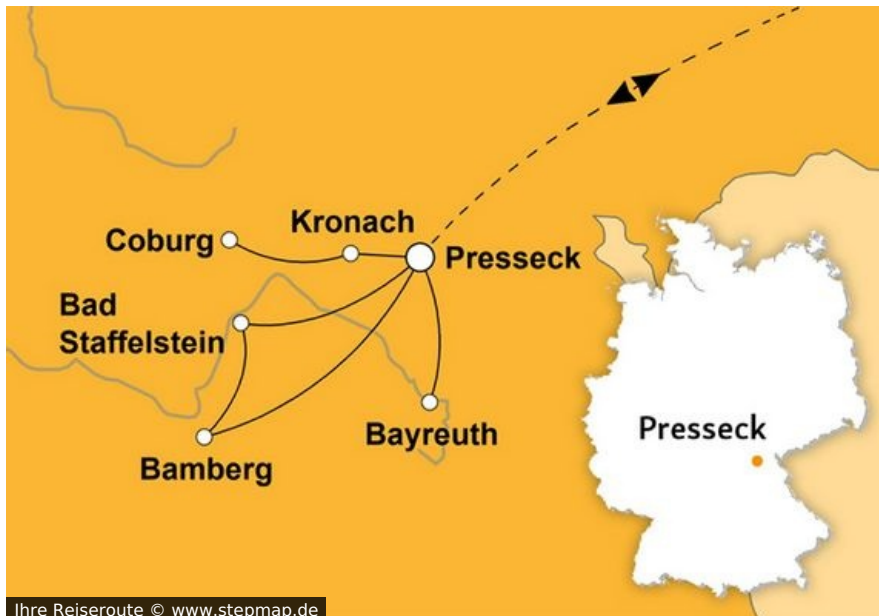 Kronach
Coburg
Presseck
Bad
Staffelstein
Bayreuth
Bamberg
Presseck
Ihre Reiseroute © www.stepmap.de